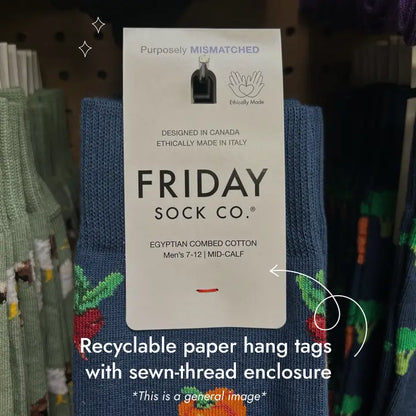 Purposely MISMATCHED
Ethically Made
DESIGNED IN CANADA
ETHICALLY MADE IN ITALY
FRIDAY
SOCK CO.®
EGYPTIAN COMBED COTTON
Men's 7-12 | MID-CALF
Recyclable paper hang tags
with sewn-thread enclosure
*This is a general image*